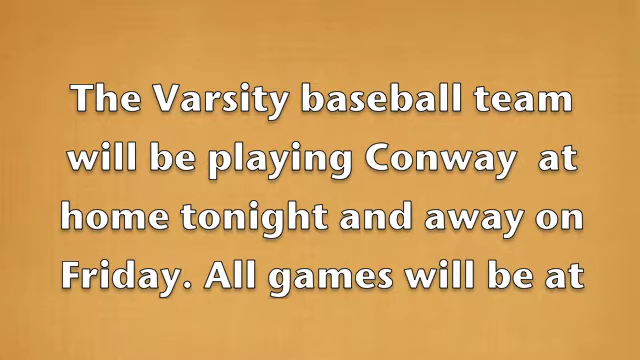 The Varsity baseball team
will be playing Conway at
home tonight and away on
Friday. All games will be at